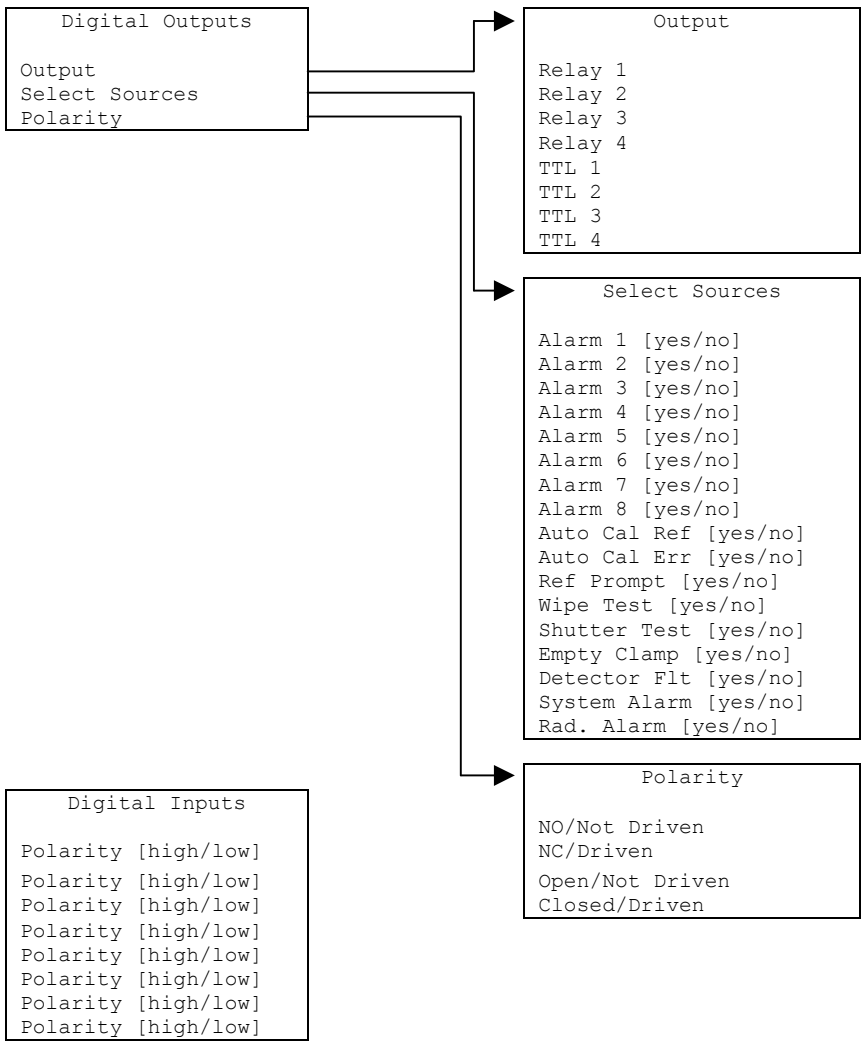 Digital Outputs
Output
Select Sources
Polarity
Output
Relay 1
Relay 2
Relay 3
Relay 4
TTL 1
TTL 2
TTL 3
TTL 4
Select Sources
Alarm 1 [yes/no]
Alarm 2 [yes/no]
Alarm 3 [yes/no]
Alarm 4 [yes/no]
Alarm 5 [yes/no]
Alarm 6 [yes/no]
Alarm 7 [yes/no]
Alarm 8 [yes/no]
Auto Cal Ref [yes/no]
Auto Cal Err [yes/no]
Ref Prompt [yes/no]
Wipe Test [yes/no]
Shutter Test [yes/no]
Empty Clamp [yes/no]
Detector Flt [yes/no]
System Alarm [yes/no]
Rad. Alarm [yes/no]
Polarity
NO/Not Driven
NC/Driven
Open/Not Driven
Closed/Driven
Digital Inputs
Polarity [high/low]
Polarity [high/low]
Polarity [high/low]
Polarity [high/low]
Polarity [high/low]
Polarity [high/low]
Polarity [high/low]
Polarity [high/low]